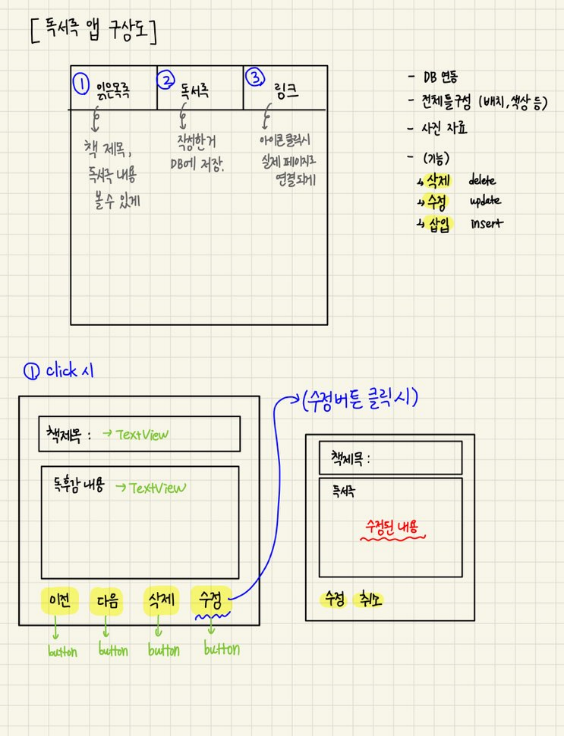 [독서록 앱 구상도]
① 읽은목록
② 독서록
③ 링크
책 제목,
독서록 내용
볼 수 있게
작성한거
DB에 저장.
아이콘 클릭시
실제 페이지로
연결되게
- DB 연동
- 전체틀구성 (배치, 색상 등)
- 사진 자료
- (기능)
↳ 삭제 delete
↳ 수정 update
↳ 삽입 insert
① click 시
책제목 : → TextView
독후감 내용 → TextView
이전 다음 삭제 수정
button button button button
(수정버튼 클릭 시)
책제목 :
독서록
수정된 내용
수정 취소